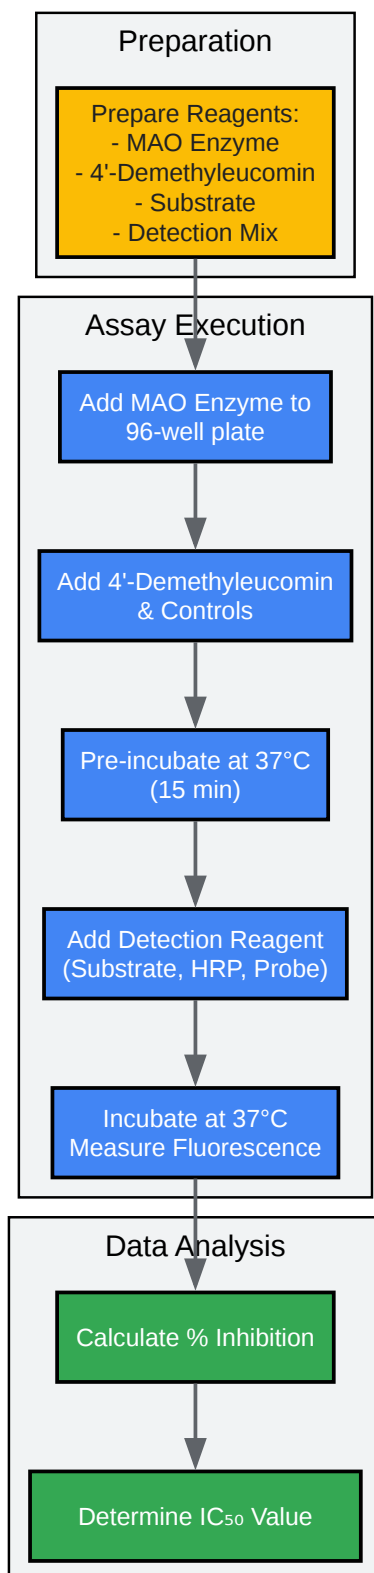 Preparation
Prepare Reagents:
- MAO Enzyme
- 4'-Demethyleucomin
- Substrate
- Detection Mix
Assay Execution
Add MAO Enzyme to
96-well plate
Add 4'-Demethyleucomin
& Controls
Pre-incubate at 37°C
(15 min)
Add Detection Reagent
(Substrate, HRP, Probe)
Incubate at 37°C
Measure Fluorescence
Data Analysis
Calculate % Inhibition
Determine IC₅₀ Value